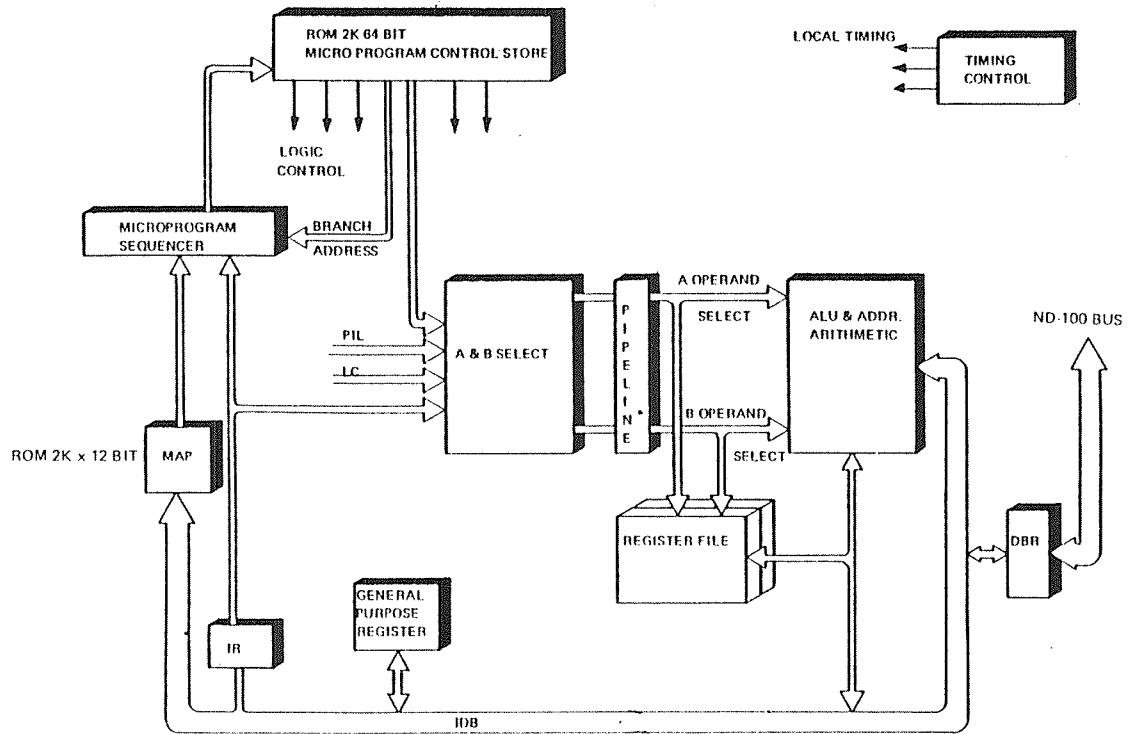 ROM 2K 64 BIT
MICRO PROGRAM CONTROL STORE
LOCAL TIMING
TIMING
CONTROL
LOGIC
CONTROL
MICROPROGRAM
SEQUENCER
BRANCH
ADDRESS
A OPERAND
SELECT
PIPELINE
ALU & ADDR.
ARITHMETIC
ND-100 BUS
PIL
A & B SELECT
LC
B OPERAND
SELECT
ROM 2K x 12 BIT
MAP
REGISTER FILE
DBR
GENERAL
PURPOSE
REGISTER
IR
IDB